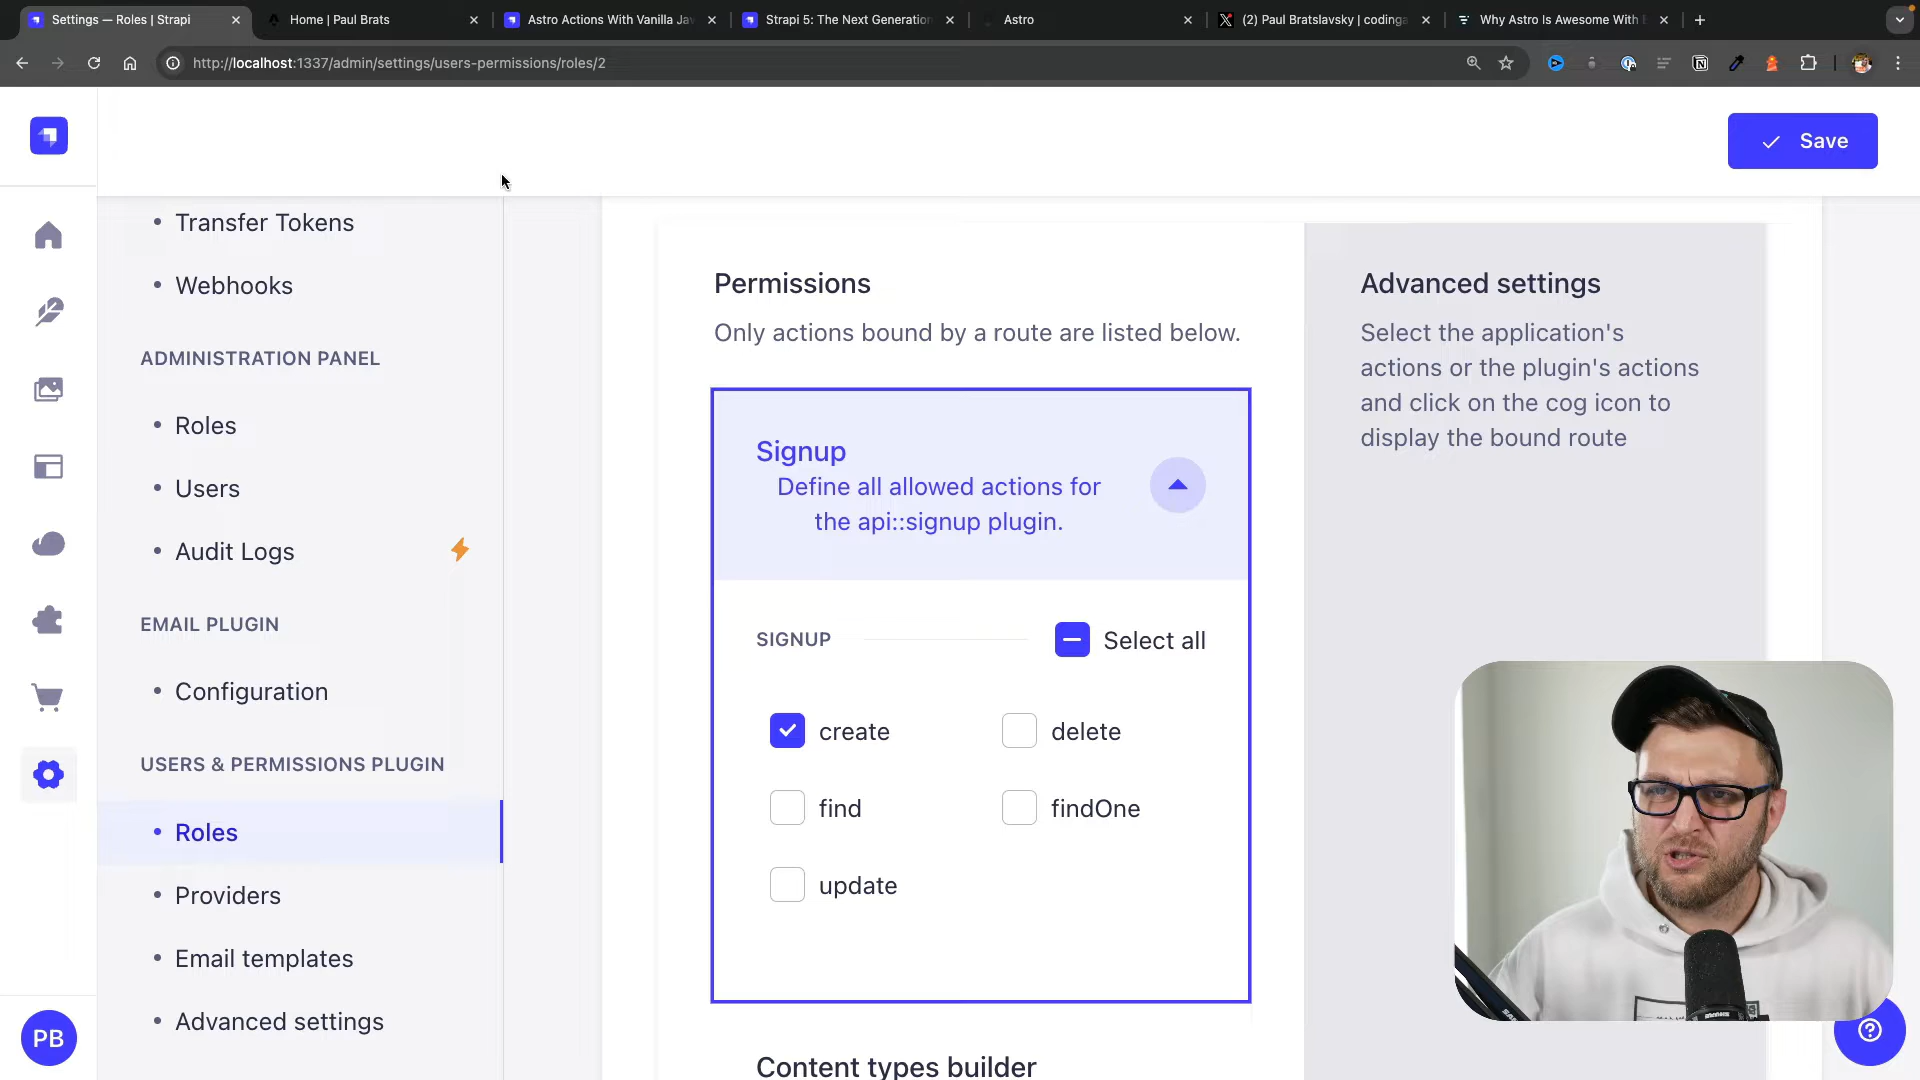 Settings — Roles | Strapi
Home | Paul Brats
Astro Actions With Vanilla Jav
Strapi 5: The Next Generation
Astro
(2) Paul Bratslavsky | codinga
Why Astro Is Awesome With
http://localhost:1337/admin/settings/users-permissions/roles/2
Save
Transfer Tokens
Webhooks
ADMINISTRATION PANEL
Roles
Users
Audit Logs
EMAIL PLUGIN
Configuration
USERS & PERMISSIONS PLUGIN
Roles
Providers
Email templates
Advanced settings
PB
Permissions
Only actions bound by a route are listed below.
Signup
Define all allowed actions for
the api::signup plugin.
SIGNUP
Select all
create
delete
find
findOne
update
Content types builder
Advanced settings
Select the application's
actions or the plugin's actions
and click on the cog icon to
display the bound route